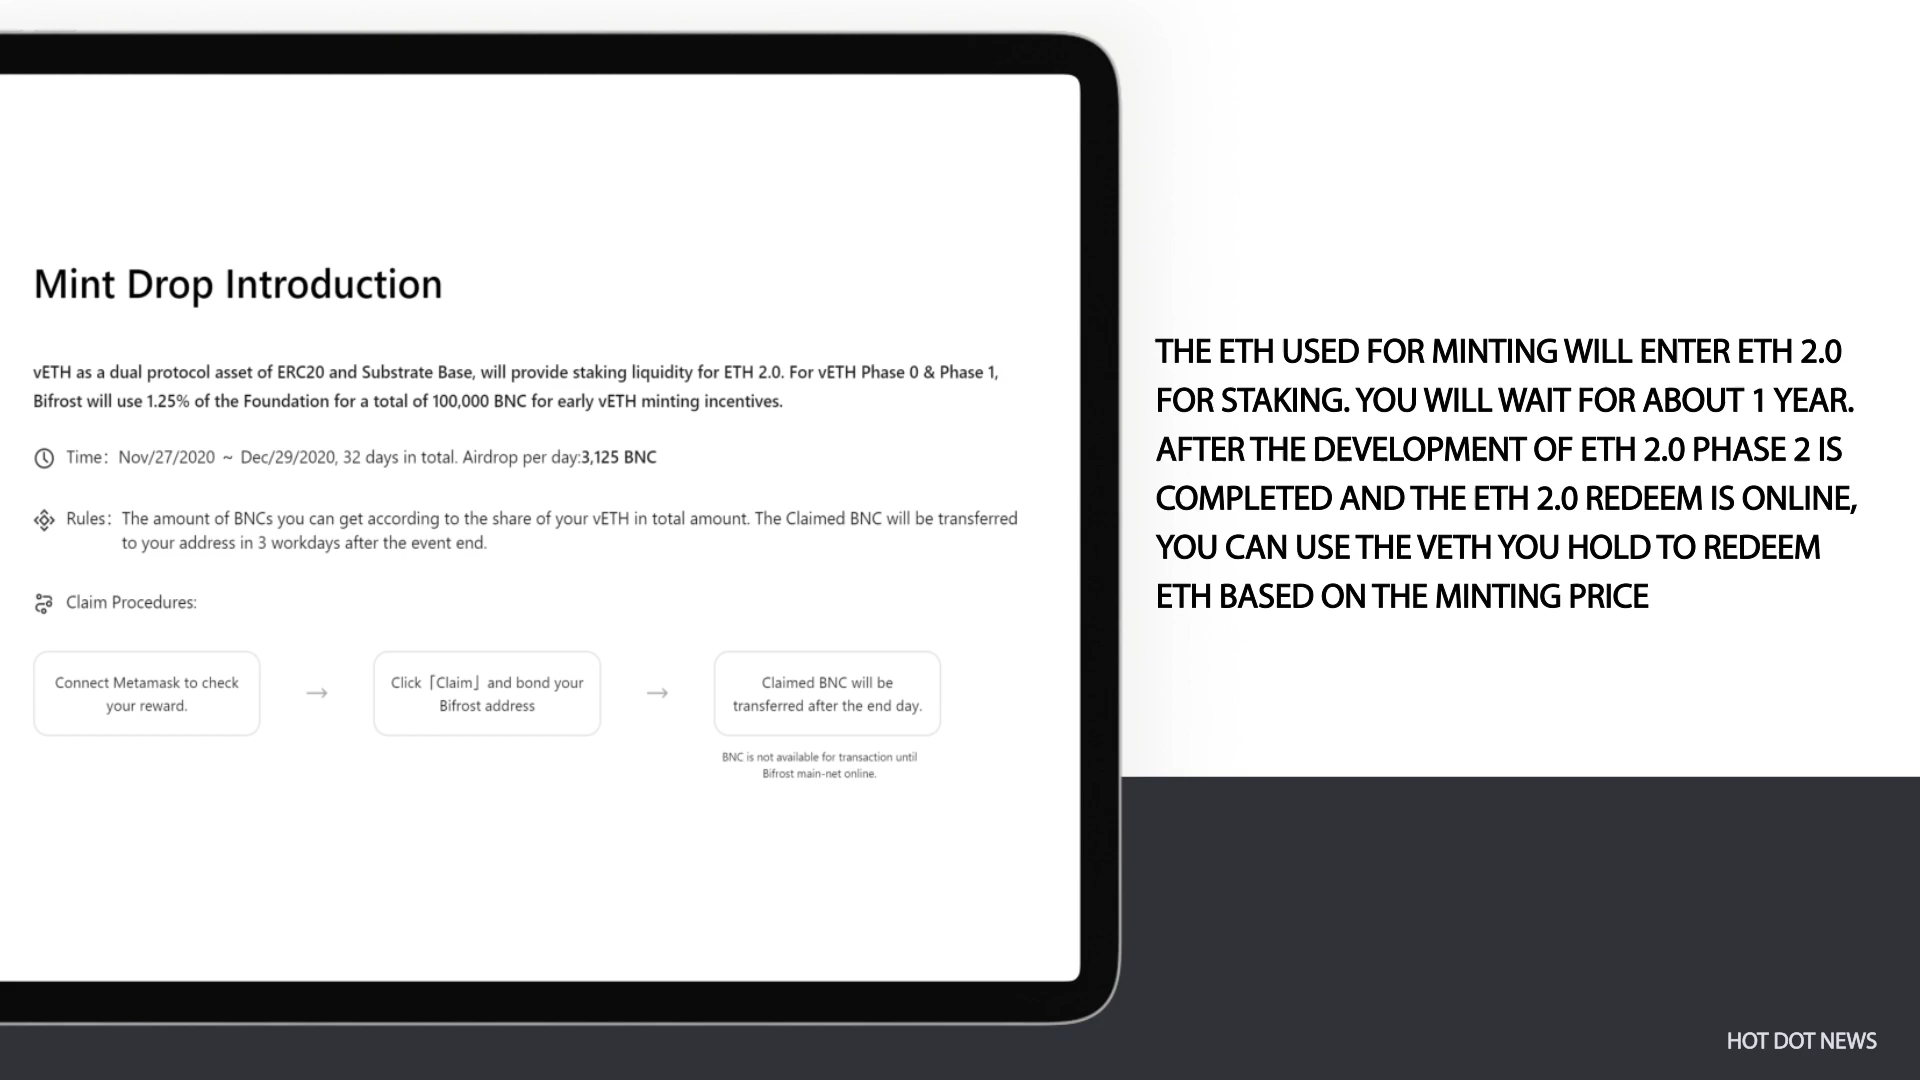 Mint Drop Introduction
vETH as a dual protocol asset of ERC20 and Substrate Base, will provide staking liquidity for ETH 2.0. For vETH Phase 0 & Phase 1,
Bifrost will use 1.25% of the Foundation for a total of 100,000 BNC for early vETH minting incentives.
Time: Nov/27/2020 ~ Dec/29/2020, 32 days in total. Airdrop per day:3,125 BNC
Rules: The amount of BNCs you can get according to the share of your vETH in total amount. The Claimed BNC will be transferred
to your address in 3 workdays after the event end.
Claim Procedures:
Connect Metamask to check
your reward.
→
Click「Claim」and bond your
Bifrost address
→
Claimed BNC will be
transferred after the end day.
BNC is not available for transaction until
Bifrost main-net online.
THE ETH USED FOR MINTING WILL ENTER ETH 2.0
FOR STAKING. YOU WILL WAIT FOR ABOUT 1 YEAR.
AFTER THE DEVELOPMENT OF ETH 2.0 PHASE 2 IS
COMPLETED AND THE ETH 2.0 REDEEM IS ONLINE,
YOU CAN USE THE VETH YOU HOLD TO REDEEM
ETH BASED ON THE MINTING PRICE
HOT DOT NEWS